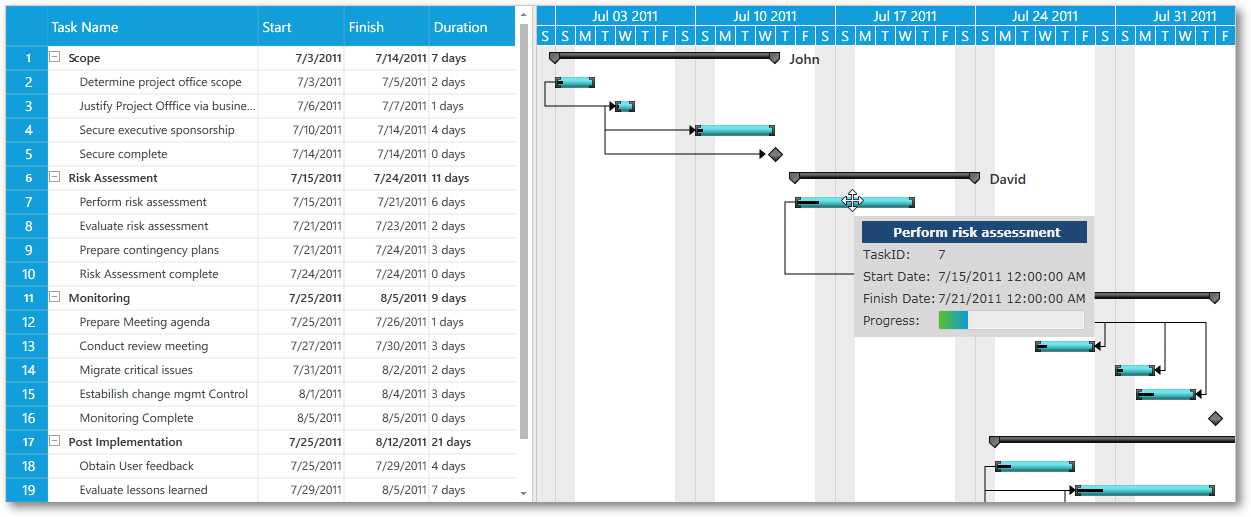 Task Name Start Finish Duration
Jul 03 2011 Jul 10 2011 Jul 17 2011 Jul 24 2011 Jul 31 2011
S S M T W T F S S M T W T F S S M T W T F S S M T W T F S S M T W T F
1 Scope 7/3/2011 7/14/2011 7 days John
2 Determine project office scope 7/3/2011 7/5/2011 2 days
3 Justify Project Offfice via busine... 7/6/2011 7/7/2011 1 days
4 Secure executive sponsorship 7/10/2011 7/14/2011 4 days
5 Secure complete 7/14/2011 7/14/2011 0 days
6 Risk Assessment 7/15/2011 7/24/2011 11 days David
7 Perform risk assessment 7/15/2011 7/21/2011 6 days
8 Evaluate risk assessment 7/21/2011 7/23/2011 2 days
9 Prepare contingency plans 7/21/2011 7/24/2011 3 days
10 Risk Assessment complete 7/24/2011 7/24/2011 0 days
11 Monitoring 7/25/2011 8/5/2011 9 days
12 Prepare Meeting agenda 7/25/2011 7/26/2011 1 days
13 Conduct review meeting 7/27/2011 7/30/2011 3 days
14 Migrate critical issues 7/31/2011 8/2/2011 2 days
15 Estabilish change mgmt Control 8/1/2011 8/4/2011 3 days
16 Monitoring Complete 8/5/2011 8/5/2011 0 days
17 Post Implementation 7/25/2011 8/12/2011 21 days
18 Obtain User feedback 7/25/2011 7/29/2011 4 days
19 Evaluate lessons learned 7/29/2011 8/5/2011 7 days
Perform risk assessment
TaskID: 7
Start Date: 7/15/2011 12:00:00 AM
Finish Date: 7/21/2011 12:00:00 AM
Progress: